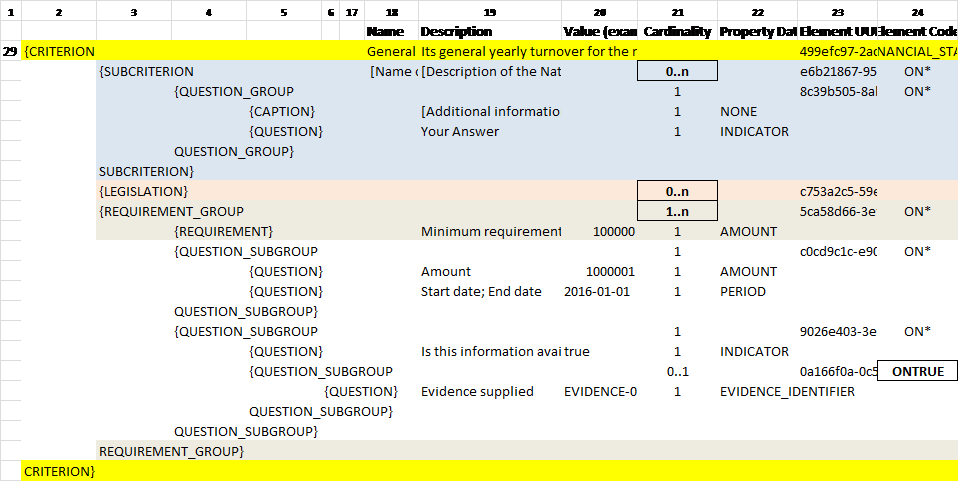 1 2 3 4 5 6 17 18 19 20 21 22 23 24
Name Description Value (exam Cardinality Property Dat Element UU Element Code
29 {CRITERION General Its general yearly turnover for the r 499efc97-2ac NANCIAL_STA
{SUBCRITERION [Name o [Description of the Nat 0..n e6b21867-95 ON*
{QUESTION_GROUP 1 8c39b505-8al ON*
{CAPTION} [Additional informatio 1 NONE
{QUESTION} Your Answer 1 INDICATOR
QUESTION_GROUP}
SUBCRITERION}
{LEGISLATION} 0..n c753a2c5-59e
{REQUIREMENT_GROUP 1..n 5ca58d66-3e ON*
{REQUIREMENT} Minimum requirement 100000 1 AMOUNT
{QUESTION_SUBGROUP 1 c0cd9c1c-e90 ON*
{QUESTION} Amount 1000001 1 AMOUNT
{QUESTION} Start date; End date 2016-01-01 1 PERIOD
QUESTION_SUBGROUP}
{QUESTION_SUBGROUP 1 9026e403-3e ON*
{QUESTION} Is this information avai true 1 INDICATOR
{QUESTION_SUBGROUP 0..1 0a166f0a-0c5 ONTRUE
{QUESTION} Evidence supplied EVIDENCE-0 1 EVIDENCE_IDENTIFIER
QUESTION_SUBGROUP}
QUESTION_SUBGROUP}
REQUIREMENT_GROUP}
CRITERION}